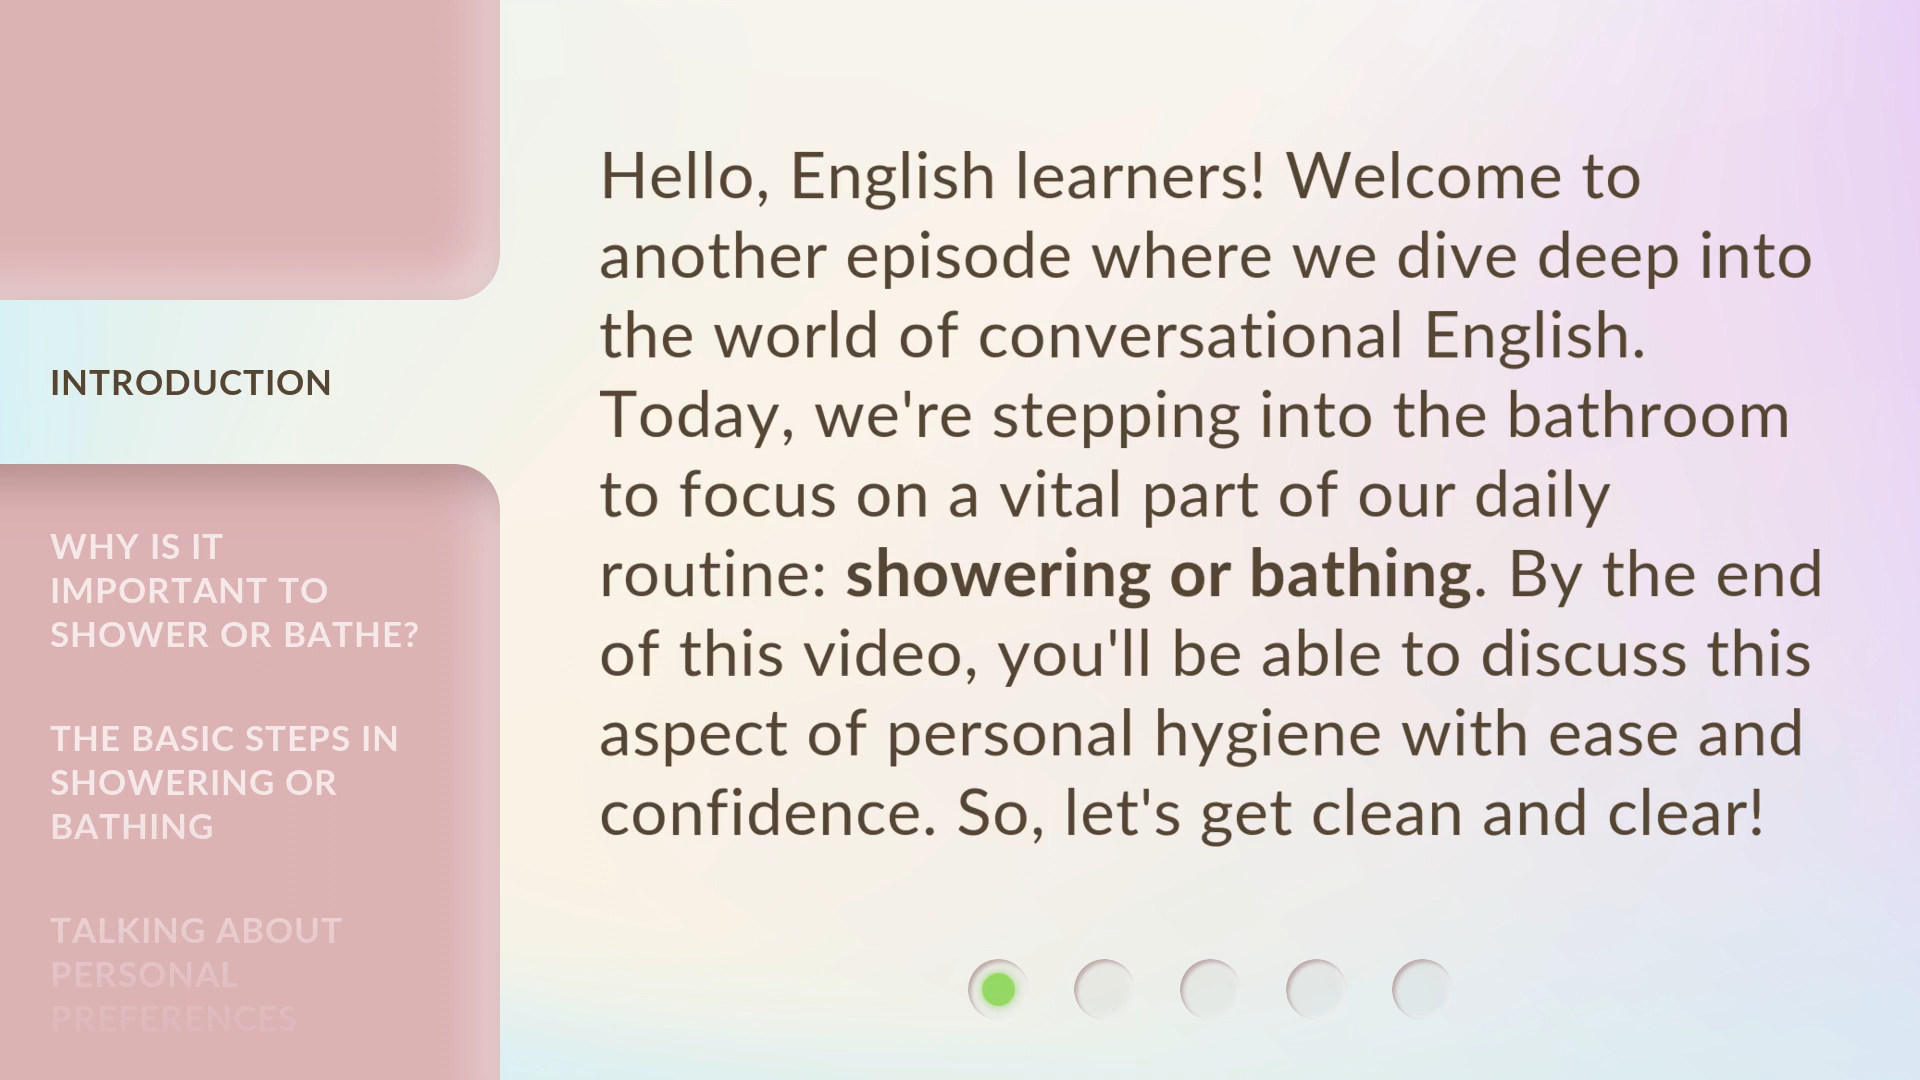 INTRODUCTION
WHY IS IT
IMPORTANT TO
SHOWER OR BATHE?
THE BASIC STEPS IN
SHOWERING OR
BATHING
TALKING ABOUT
PERSONAL
PREFERENCES
Hello, English learners! Welcome to
another episode where we dive deep into
the world of conversational English.
Today, we're stepping into the bathroom
to focus on a vital part of our daily
routine: showering or bathing. By the end
of this video, you'll be able to discuss this
aspect of personal hygiene with ease and
confidence. So, let's get clean and clear!